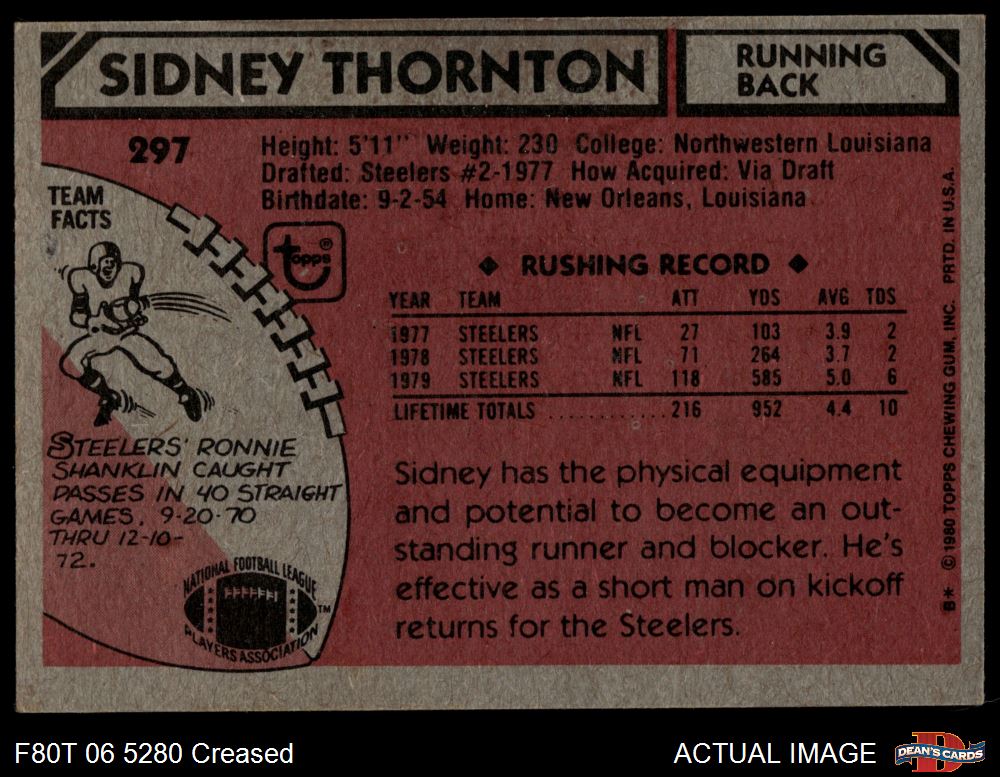 SIDNEY THORNTON
RUNNING
BACK
297
Height: 5'11" Weight: 230 College: Northwestern Louisiana
Drafted: Steelers #2-1977 How Acquired: Via Draft
Birthdate: 9-2-54 Home: New Orleans, Louisiana
TEAM
FACTS
topps®
◆ RUSHING RECORD ◆
YEAR TEAM ATT YDS AVG TDS
1977 STEELERS NFL 27 103 3.9 2
1978 STEELERS NFL 71 264 3.7 2
1979 STEELERS NFL 118 585 5.0 6
LIFETIME TOTALS ........... 216 952 4.4 10
STEELERS' RONNIE
SHANKLIN CAUGHT
PASSES IN 40 STRAIGHT
GAMES, 9-20-70
THRU 12-10-
72.
NATIONAL FOOTBALL LEAGUE
PLAYERS ASSOCIATION
TM
Sidney has the physical equipment
and potential to become an out-
standing runner and blocker. He's
effective as a short man on kickoff
returns for the Steelers.
B* © 1980 TOPPS CHEWING GUM, INC. PRTD. IN U.S.A.
F80T 06 5280 Creased
ACTUAL IMAGE
DEAN'S CARDS